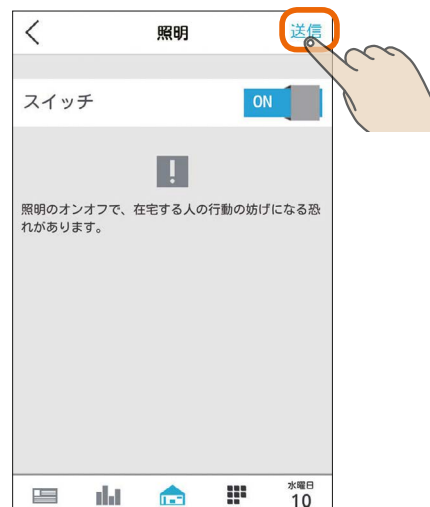 照明
送信
スイッチ
ON
照明のオンオフで、在宅する人の行動の妨げになる恐
れがあります。
水曜日
10